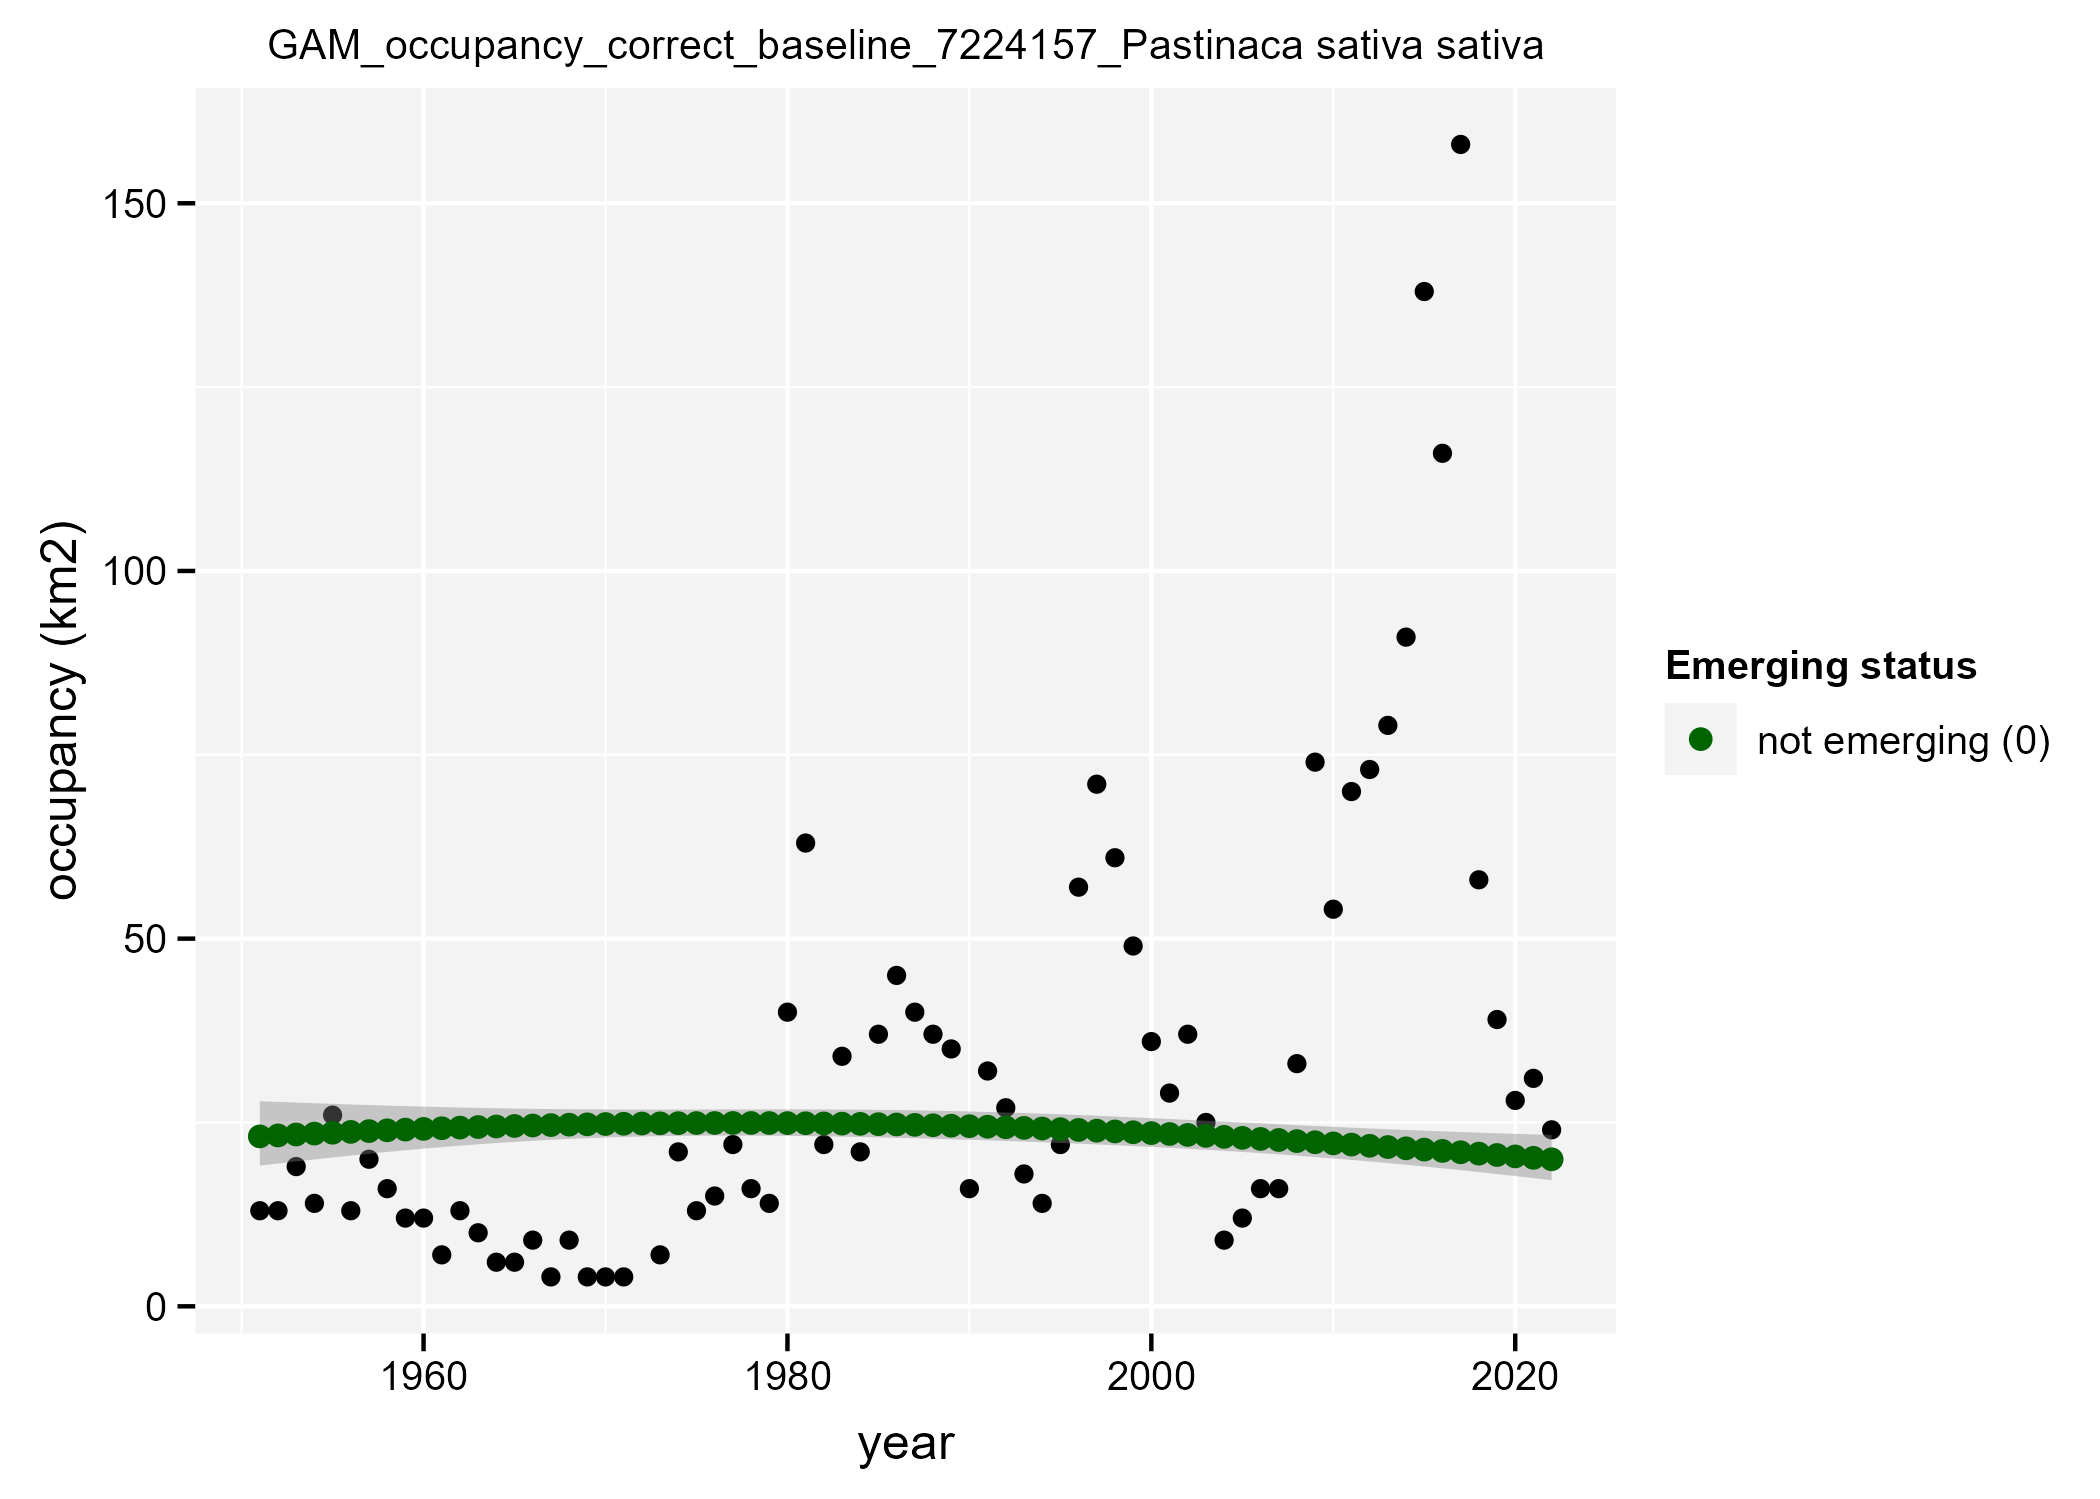 GAM_occupancy_correct_baseline_7224157_Pastinaca sativa sativa
150
100
50
0
occupancy (km2)
1960
1980
2000
2020
year
Emerging status
not emerging (0)